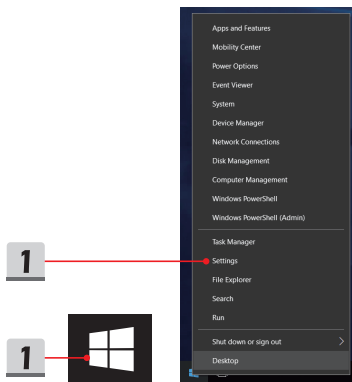 Apps and Features
Mobility Center
Power Options
Event Viewer
System
Device Manager
Network Connections
Disk Management
Computer Management
Windows PowerShell
Windows PowerShell (Admin)
Task Manager
1
Settings
File Explorer
Search
Run
1
Shut down or sign out
Desktop